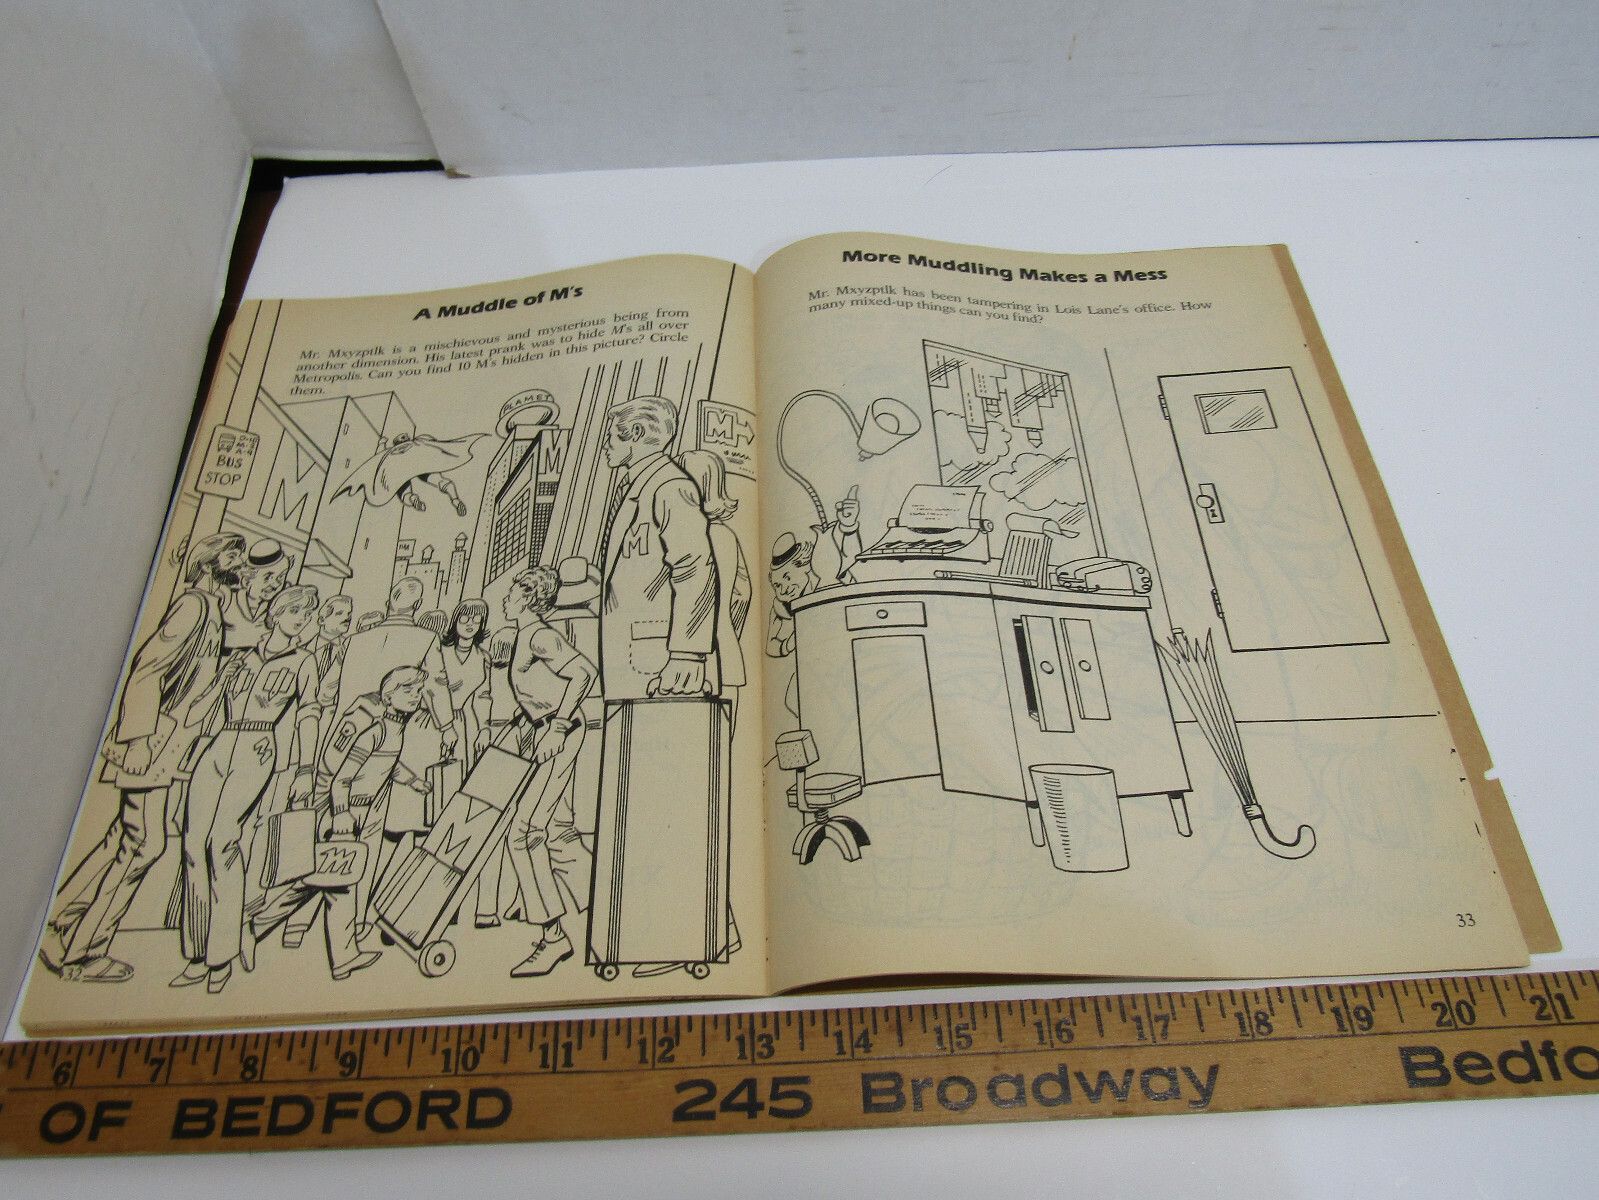 A Muddle of M's
Mr. Mxyzptlk is a mischievous and mysterious being from
another dimension. His latest prank was to hide M's all over
Metropolis. Can you find 10 M's hidden in this picture? Circle
them.
PLAMET
M
BUS
STOP
M
M
M
M
M
32
More Muddling Makes a Mess
Mr. Mxyzptlk has been tampering in Lois Lane's office. How
many mixed-up things can you find?
33
6 7 8 9 10 11 12 13 14 15 16 17 18 19 20 21
OF BEDFORD 245 Broadway Bedfo